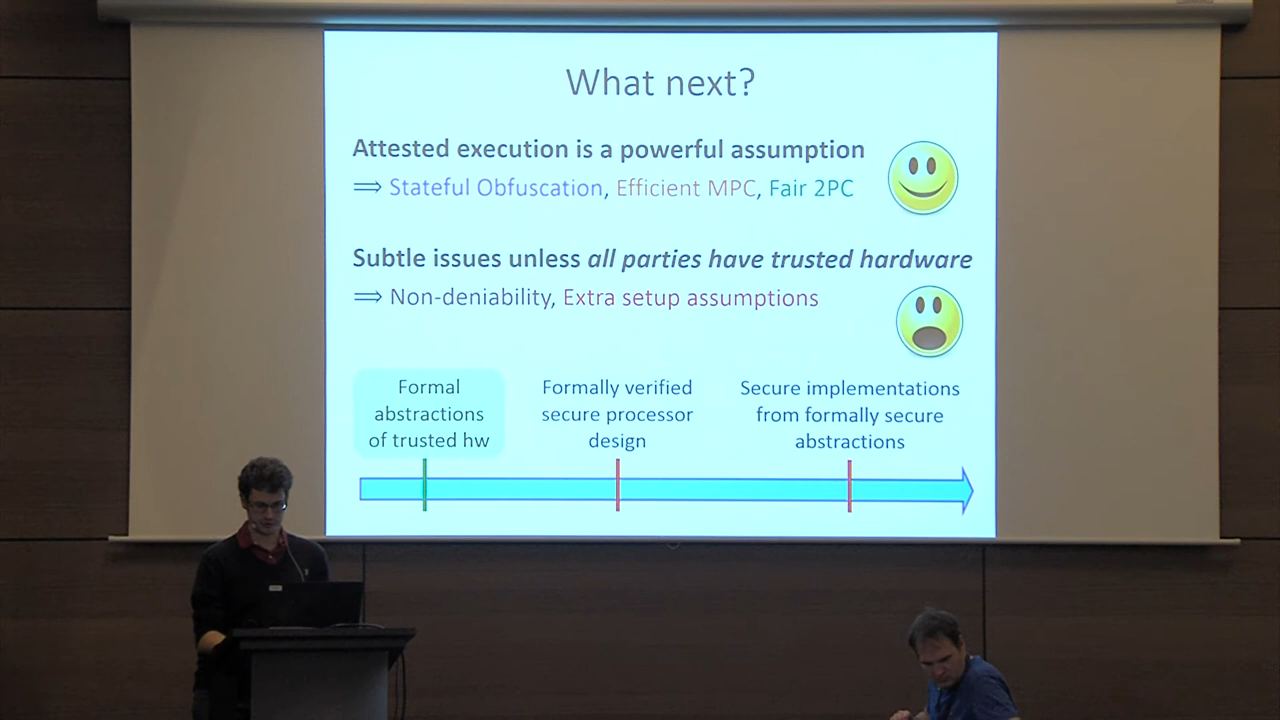 What next?
Attested execution is a powerful assumption
⟹ Stateful Obfuscation, Efficient MPC, Fair 2PC
Subtle issues unless all parties have trusted hardware
⟹ Non-deniability, Extra setup assumptions
Formal
abstractions
of trusted hw
Formally verified
secure processor
design
Secure implementations
from formally secure
abstractions